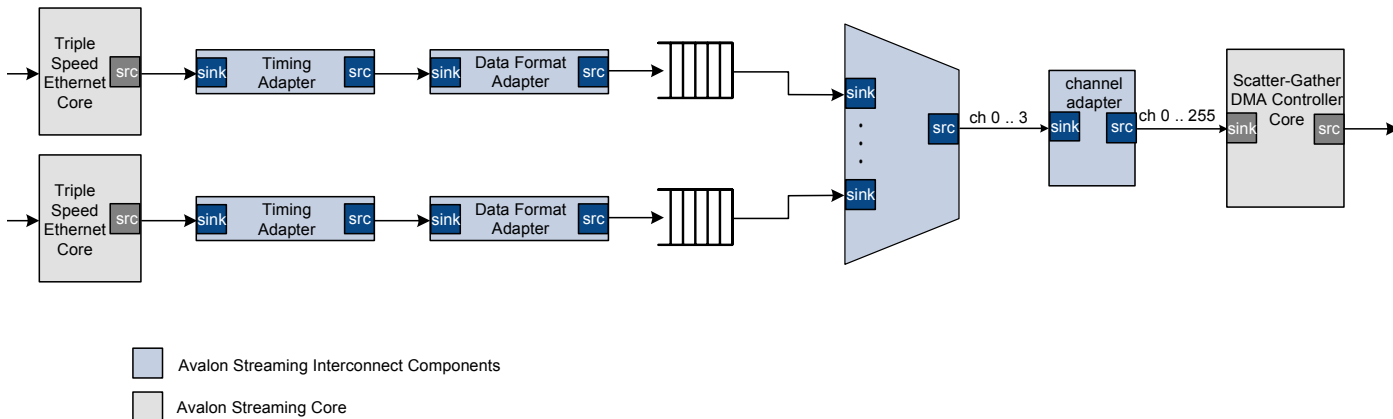 Triple
Speed
Ethernet
Core
src
sink
Timing
Adapter
src
sink
Data Format
Adapter
src
sink
sink
src
ch 0 .. 3
channel
adapter
sink
src
ch 0 .. 255
Scatter-Gather
DMA Controller
Core
sink
src
Triple
Speed
Ethernet
Core
src
sink
Timing
Adapter
src
sink
Data Format
Adapter
src
Avalon Streaming Interconnect Components
Avalon Streaming Core